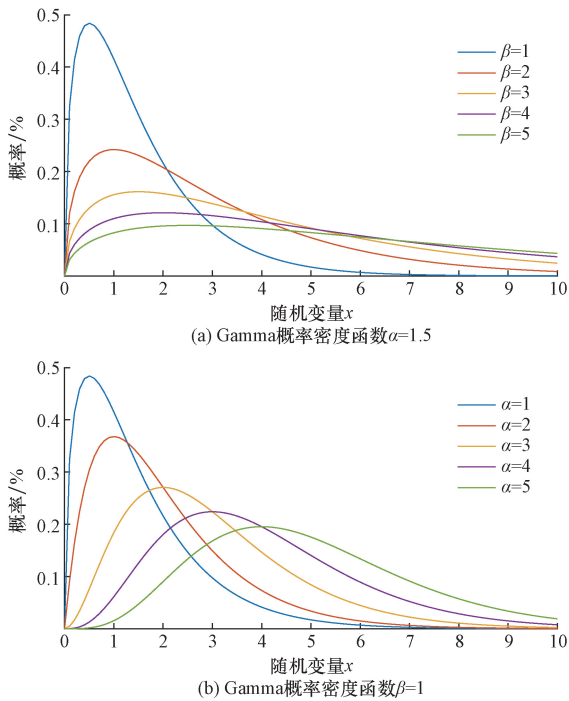 0.5
0.4
0.3
0.2
0.1
概率/%
β=1
β=2
β=3
β=4
β=5
0 1 2 3 4 5 6 7 8 9 10
随机变量x
(a) Gamma概率密度函数α=1.5
0.5
0.4
0.3
0.2
0.1
概率/%
α=1
α=2
α=3
α=4
α=5
0 1 2 3 4 5 6 7 8 9 10
随机变量x
(b) Gamma概率密度函数β=1